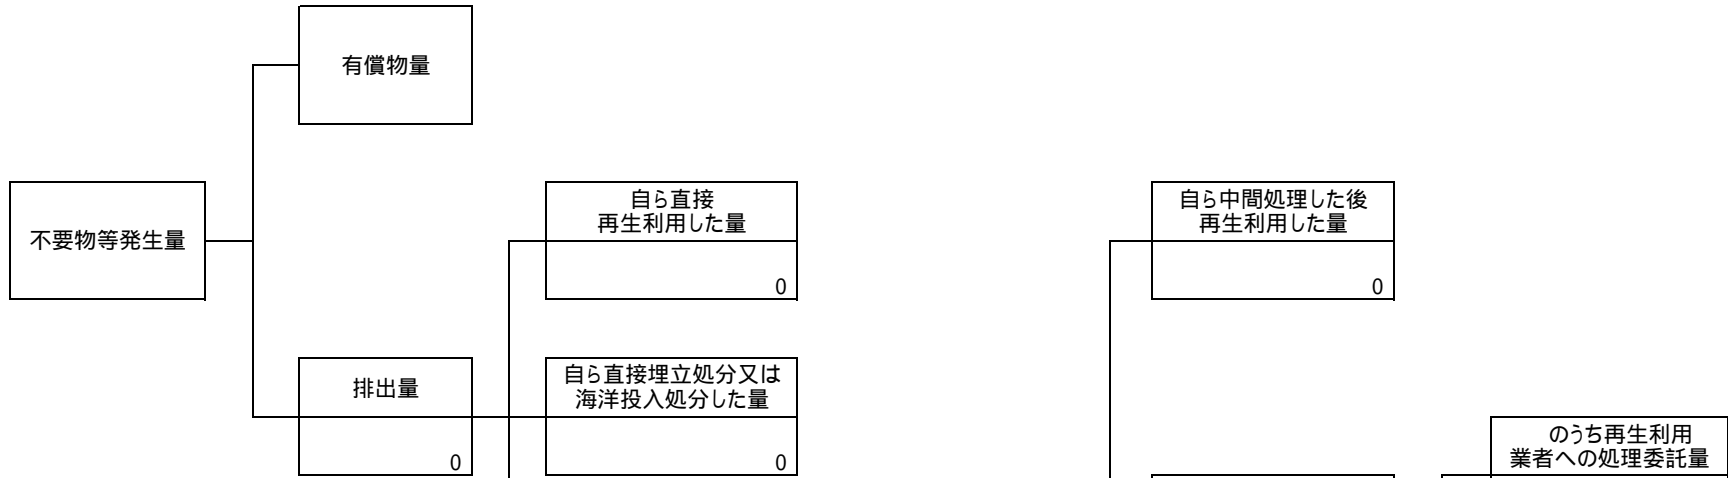 有償物量
不要物等発生量
自ら直接
再生利用した量
0
自ら中間処理した後
再生利用した量
0
排出量
0
自ら直接埋立処分又は
海洋投入処分した量
0
のうち再生利用
業者への処理委託量